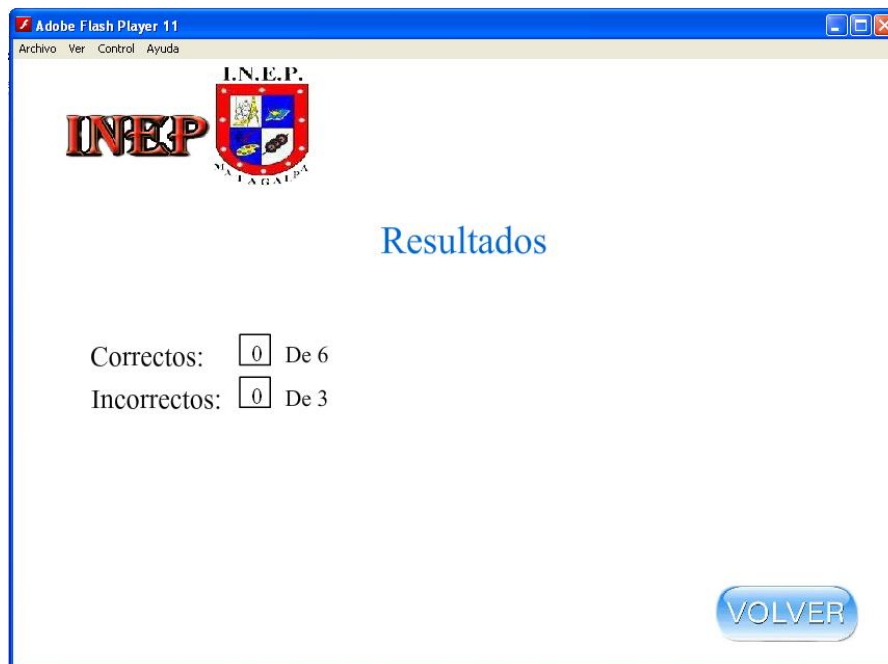 Adobe Flash Player 11
Archivo Ver Control Ayuda
I.N.E.P.
INEP
MATAGALPA
Resultados
Correctos: 0 De 6
Incorrectos: 0 De 3
VOLVER